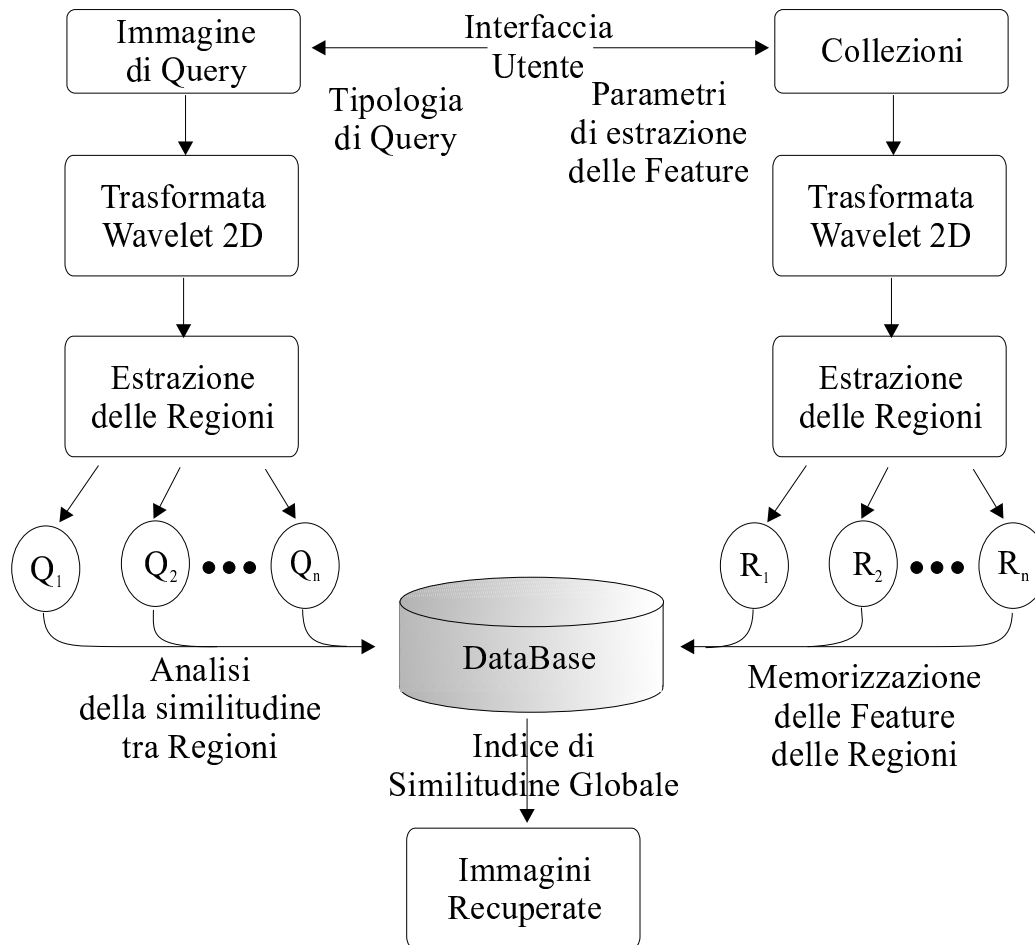 Immagine
di Query
Interfaccia
Utente
Collezioni
Tipologia
di Query
Parametri
di estrazione
delle Feature
Trasformata
Wavelet 2D
Trasformata
Wavelet 2D
Estrazione
delle Regioni
Estrazione
delle Regioni
Q1 Q2 ●●● Qn
R1 R2 ●●● Rn
DataBase
Analisi
della similitudine
tra Regioni
Memorizzazione
delle Feature
delle Regioni
Indice di
Similitudine Globale
Immagini
Recuperate